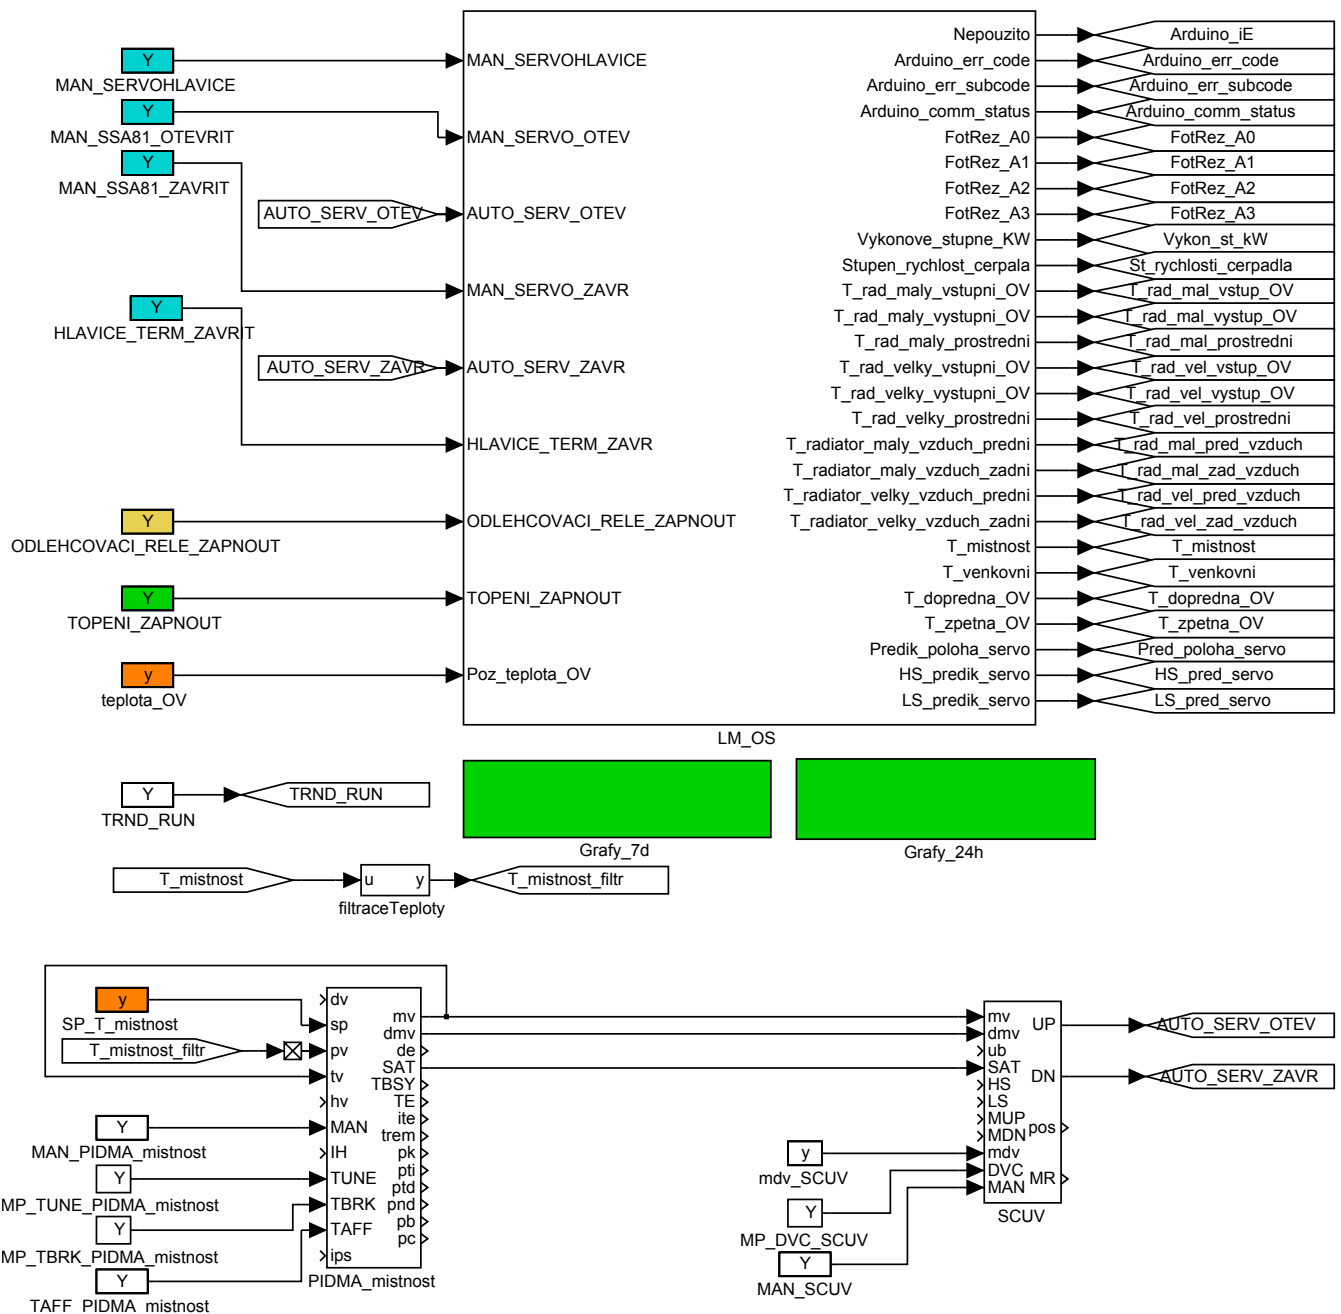 Y
MAN_SERVOHLAVICE
Y
MAN_SSA81_OTEVRIT
Y
MAN_SSA81_ZAVRIT
AUTO_SERV_OTEV
Y
HLAVICE_TERM_ZAVRIT
AUTO_SERV_ZAVR
Y
ODLEHCOVACI_RELE_ZAPNOUT
Y
TOPENI_ZAPNOUT
y
teplota_OV
MAN_SERVOHLAVICE
MAN_SERVO_OTEV
AUTO_SERV_OTEV
MAN_SERVO_ZAVR
AUTO_SERV_ZAVR
HLAVICE_TERM_ZAVR
ODLEHCOVACI_RELE_ZAPNOUT
TOPENI_ZAPNOUT
Poz_teplota_OV
Nepouzito
Arduino_err_code
Arduino_err_subcode
Arduino_comm_status
FotRez_A0
FotRez_A1
FotRez_A2
FotRez_A3
Vykonove_stupne_KW
Stupen_rychlost_cerpala
T_rad_maly_vstupni_OV
T_rad_maly_vystupni_OV
T_rad_maly_prostredni
T_rad_velky_vstupni_OV
T_rad_velky_vystupni_OV
T_rad_velky_prostredni
T_radiator_maly_vzduch_predni
T_radiator_maly_vzduch_zadni
T_radiator_velky_vzduch_predni
T_radiator_velky_vzduch_zadni
T_mistnost
T_venkovni
T_dopredna_OV
T_zpetna_OV
Predik_poloha_servo
HS_predik_servo
LS_predik_servo
Arduino_iE
Arduino_err_code
Arduino_err_subcode
Arduino_comm_status
FotRez_A0
FotRez_A1
FotRez_A2
FotRez_A3
Vykon_st_kW
St_rychlosti_cerpadla
T_rad_mal_vstup_OV
T_rad_mal_vystup_OV
T_rad_mal_prostredni
T_rad_vel_vstup_OV
T_rad_vel_vystup_OV
T_rad_vel_prostredni
T_rad_mal_pred_vzduch
T_rad_mal_zad_vzduch
T_rad_vel_pred_vzduch
T_rad_vel_zad_vzduch
T_mistnost
T_venkovni
T_dopredna_OV
T_zpetna_OV
Pred_poloha_servo
HS_pred_servo
LS_pred_servo
LM_OS
Y
TRND_RUN
TRND_RUN
Grafy_7d
Grafy_24h
T_mistnost
u y
filtraceTeploty
T_mistnost_filtr
y
SP_T_mistnost
T_mistnost_filtr
Y
MAN_PIDMA_mistnost
Y
MP_TUNE_PIDMA_mistnost
Y
MP_TBRK_PIDMA_mistnost
Y
TAFF_PIDMA_mistnost
dv
sp
pv
tv
hv
MAN
IH
TUNE
TBRK
TAFF
ips
mv
dmv
de
SAT
TBSY
TE
ite
trem
pk
pti
ptd
pnd
pb
pc
PIDMA_mistnost
y
mdv_SCUV
Y
MP_DVC_SCUV
Y
MAN_SCUV
mv
dmv
ub
SAT
HS
LS
MUP
MDN
mdv
DVC
MAN
UP
DN
pos
MR
SCUV
AUTO_SERV_OTEV
AUTO_SERV_ZAVR